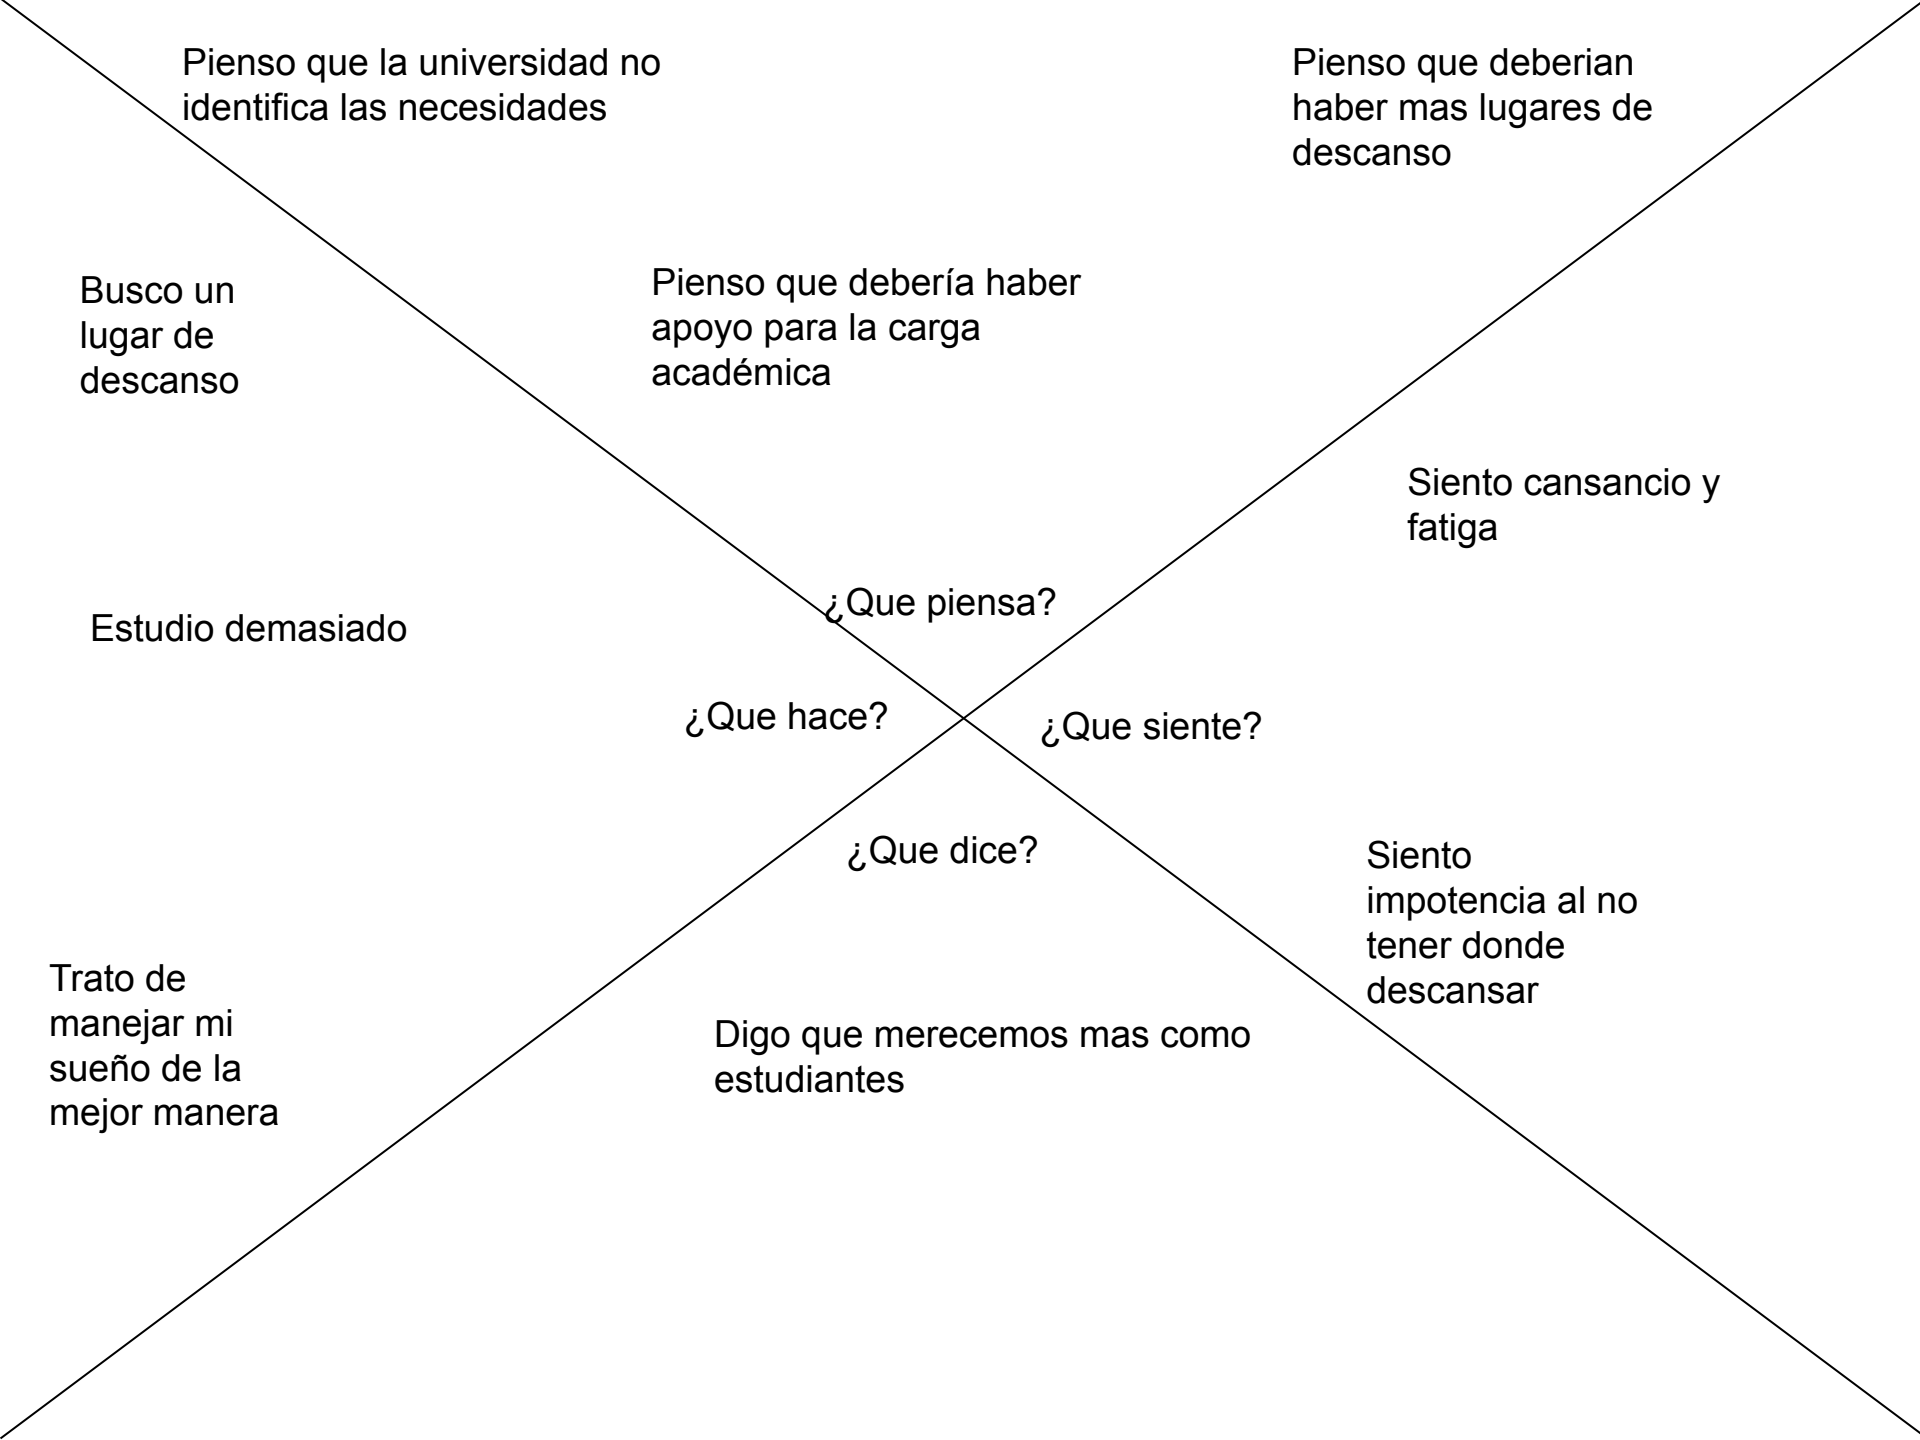 Pienso que la universidad no
identifica las necesidades
Pienso que deberian
haber mas lugares de
descanso
Busco un
lugar de
descanso
Pienso que debería haber
apoyo para la carga
académica
Siento cansancio y
fatiga
Estudio demasiado
¿Que piensa?
¿Que hace?
¿Que siente?
¿Que dice?
Siento
impotencia al no
tener donde
descansar
Trato de
manejar mi
sueño de la
mejor manera
Digo que merecemos mas como
estudiantes